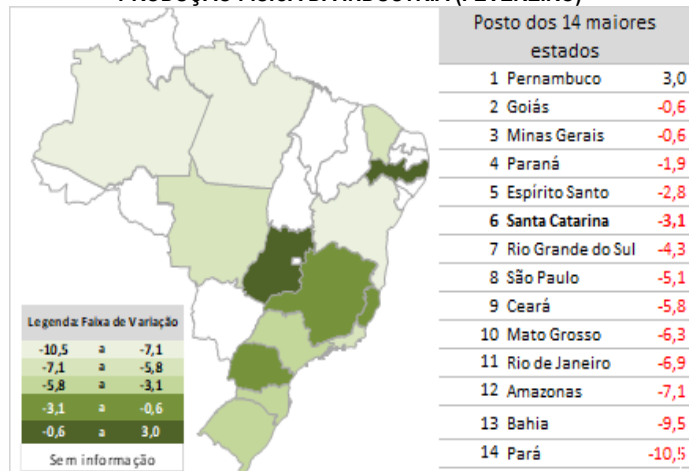 PRODUÇÃO FÍSICA DA INDÚSTRIA (FEVEREIRO)
Posto dos 14 maiores
estados
1 Pernambuco 3,0
2 Goiás -0,6
3 Minas Gerais -0,6
4 Paraná -1,9
5 Espírito Santo -2,8
6 Santa Catarina -3,1
7 Rio Grande do Sul -4,3
8 São Paulo -5,1
9 Ceará -5,8
10 Mato Grosso -6,3
11 Rio de Janeiro -6,9
12 Amazonas -7,1
13 Bahia -9,5
14 Pará -10,5
Legenda: Faixa de Variação
-10,5 a -7,1
-7,1 a -5,8
-5,8 a -3,1
-3,1 a -0,6
-0,6 a 3,0
Sem informação